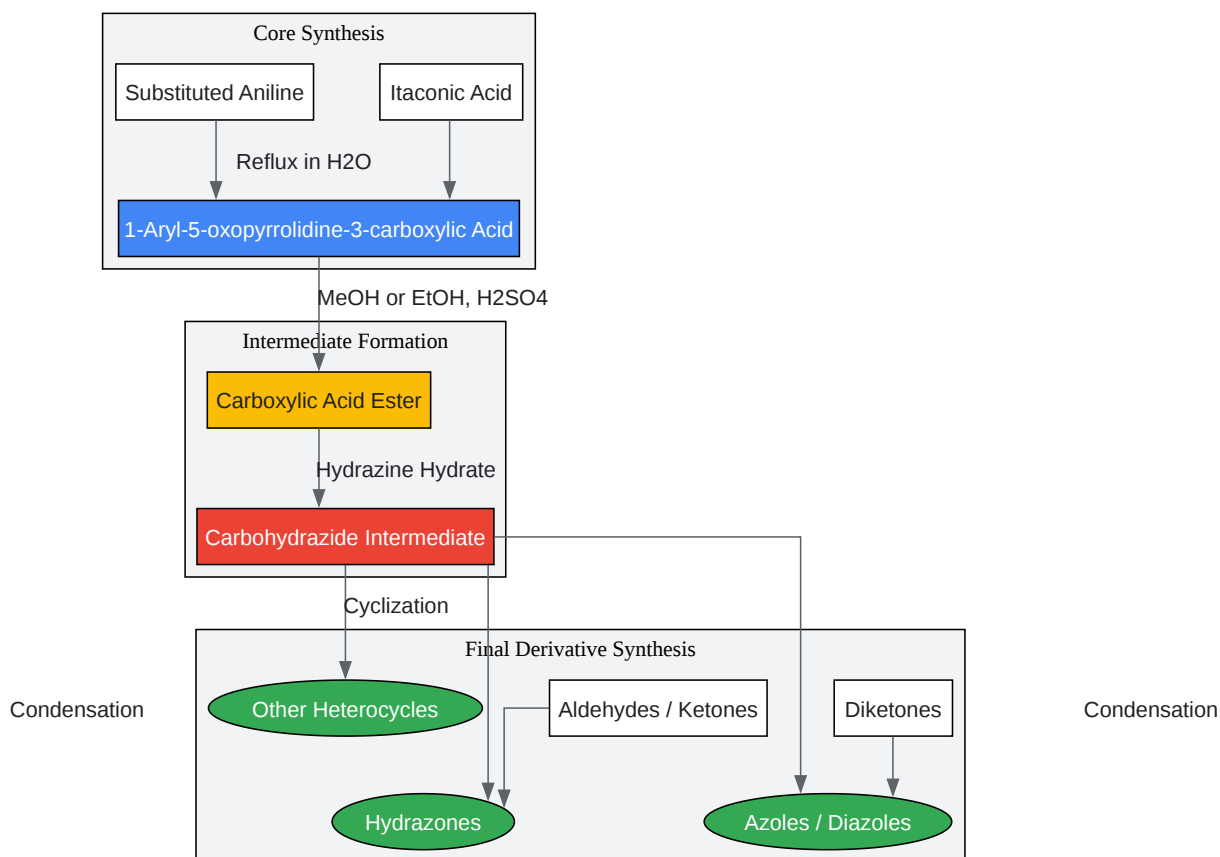 Core Synthesis
Substituted Aniline
Itaconic Acid
Reflux in H2O
1-Aryl-5-oxopyrrolidine-3-carboxylic Acid
MeOH or EtOH, H2SO4
Intermediate Formation
Carboxylic Acid Ester
Hydrazine Hydrate
Carbohydrazide Intermediate
Cyclization
Final Derivative Synthesis
Condensation
Other Heterocycles
Aldehydes / Ketones
Diketones
Condensation
Hydrazones
Azoles / Diazoles